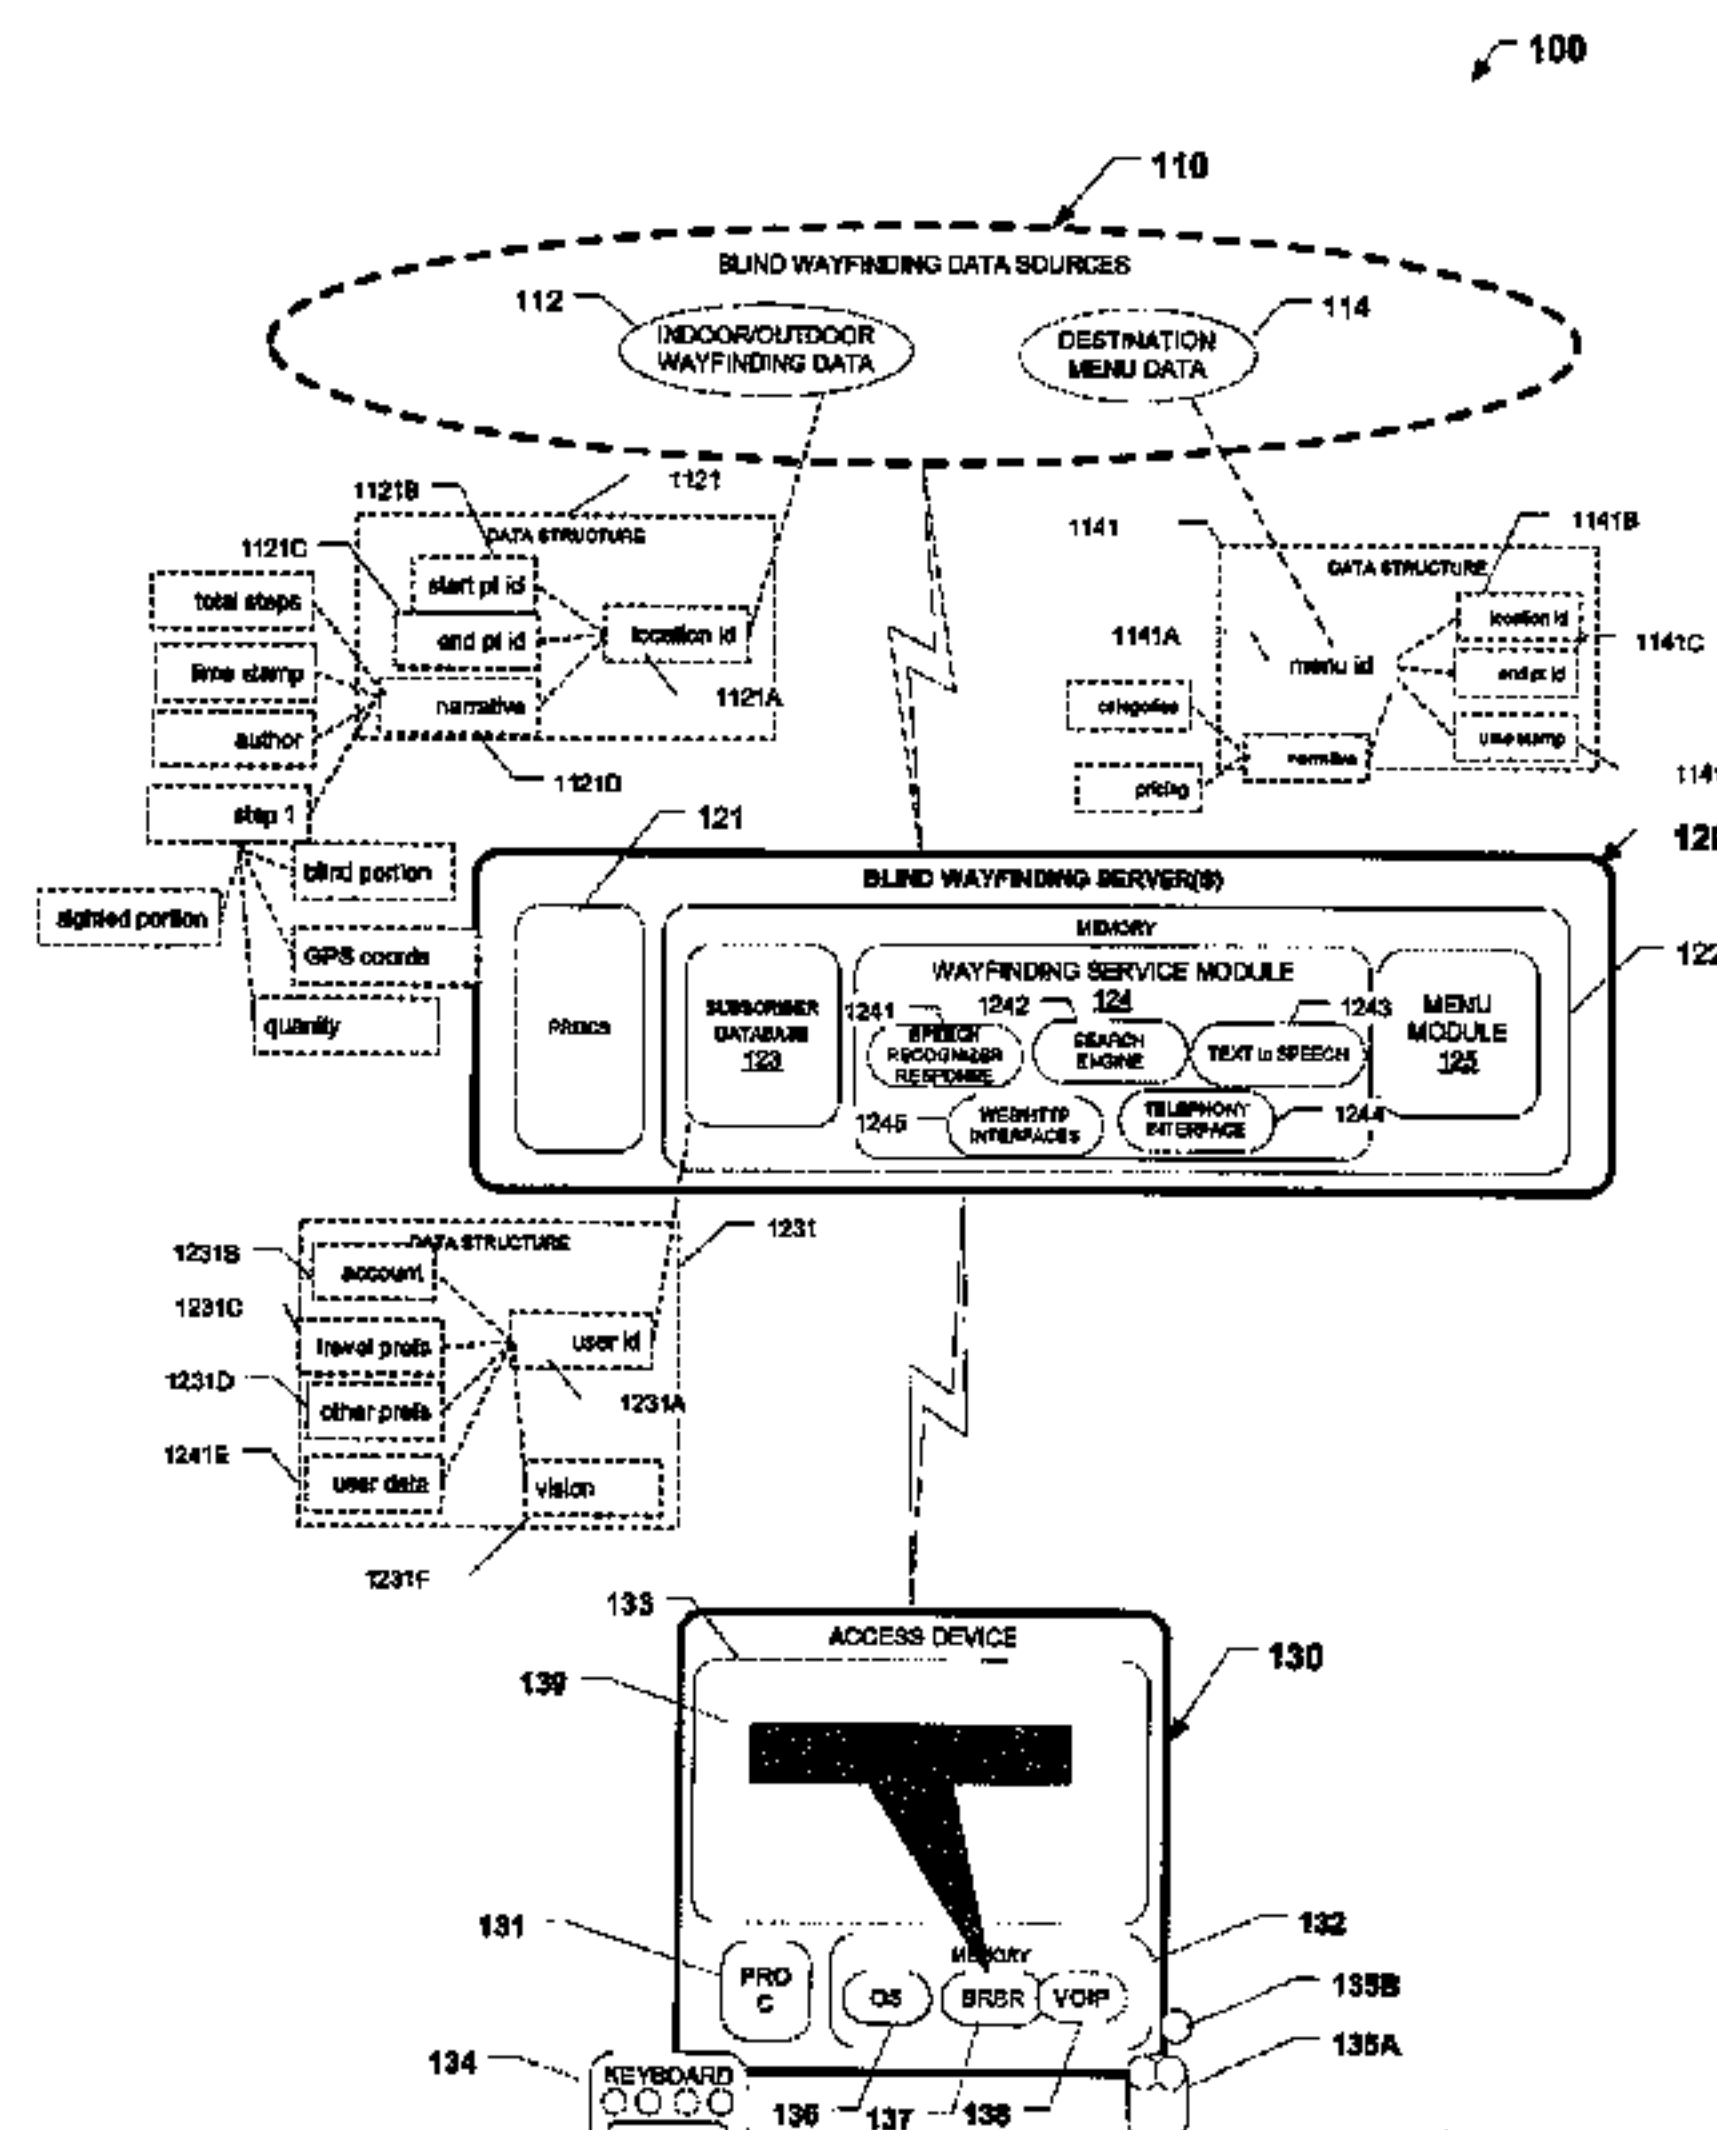 100
110
BLIND WAYFINDING DATA SOURCES
112
114
INDOOR/OUTDOOR
WAYFINDING DATA
DESTINATION
MENU DATA
1121
1121B
DATA STRUCTURE
1121C
start pt id
total steps
end pt id
location id
time stamp
narrative
1121A
author
1121D
step 1
blind portion
sighted portion
GPS coords
quantity
1141
1141B
DATA STRUCTURE
location id
1141A
1141C
menu id
end pt id
categories
time stamp
narrative
pricing
1141
121
12
BLIND WAYFINDING SERVER(S)
MEMORY
122
WAYFINDING SERVICE MODULE
124
SUBSCRIBER
DATABASE
123
PROCS
1241
1242
1243
SPEECH
RECOGNIZER
RESPONSE
SEARCH
ENGINE
TEXT to SPEECH
MENU
MODULE
125
1245
WEB/HTTP
INTERFACES
TELEPHONY
INTERFACE
1244
1231
DATA STRUCTURE
1231B
account
1231C
travel prefs
user id
1231D
other prefs
1231A
1241E
user data
vision
1231F
133
ACCESS DEVICE
130
139
131
132
MEMORY
PRO
C
OS
BRSR
VOIP
135B
135A
134
KEYBOARD
136
137
138